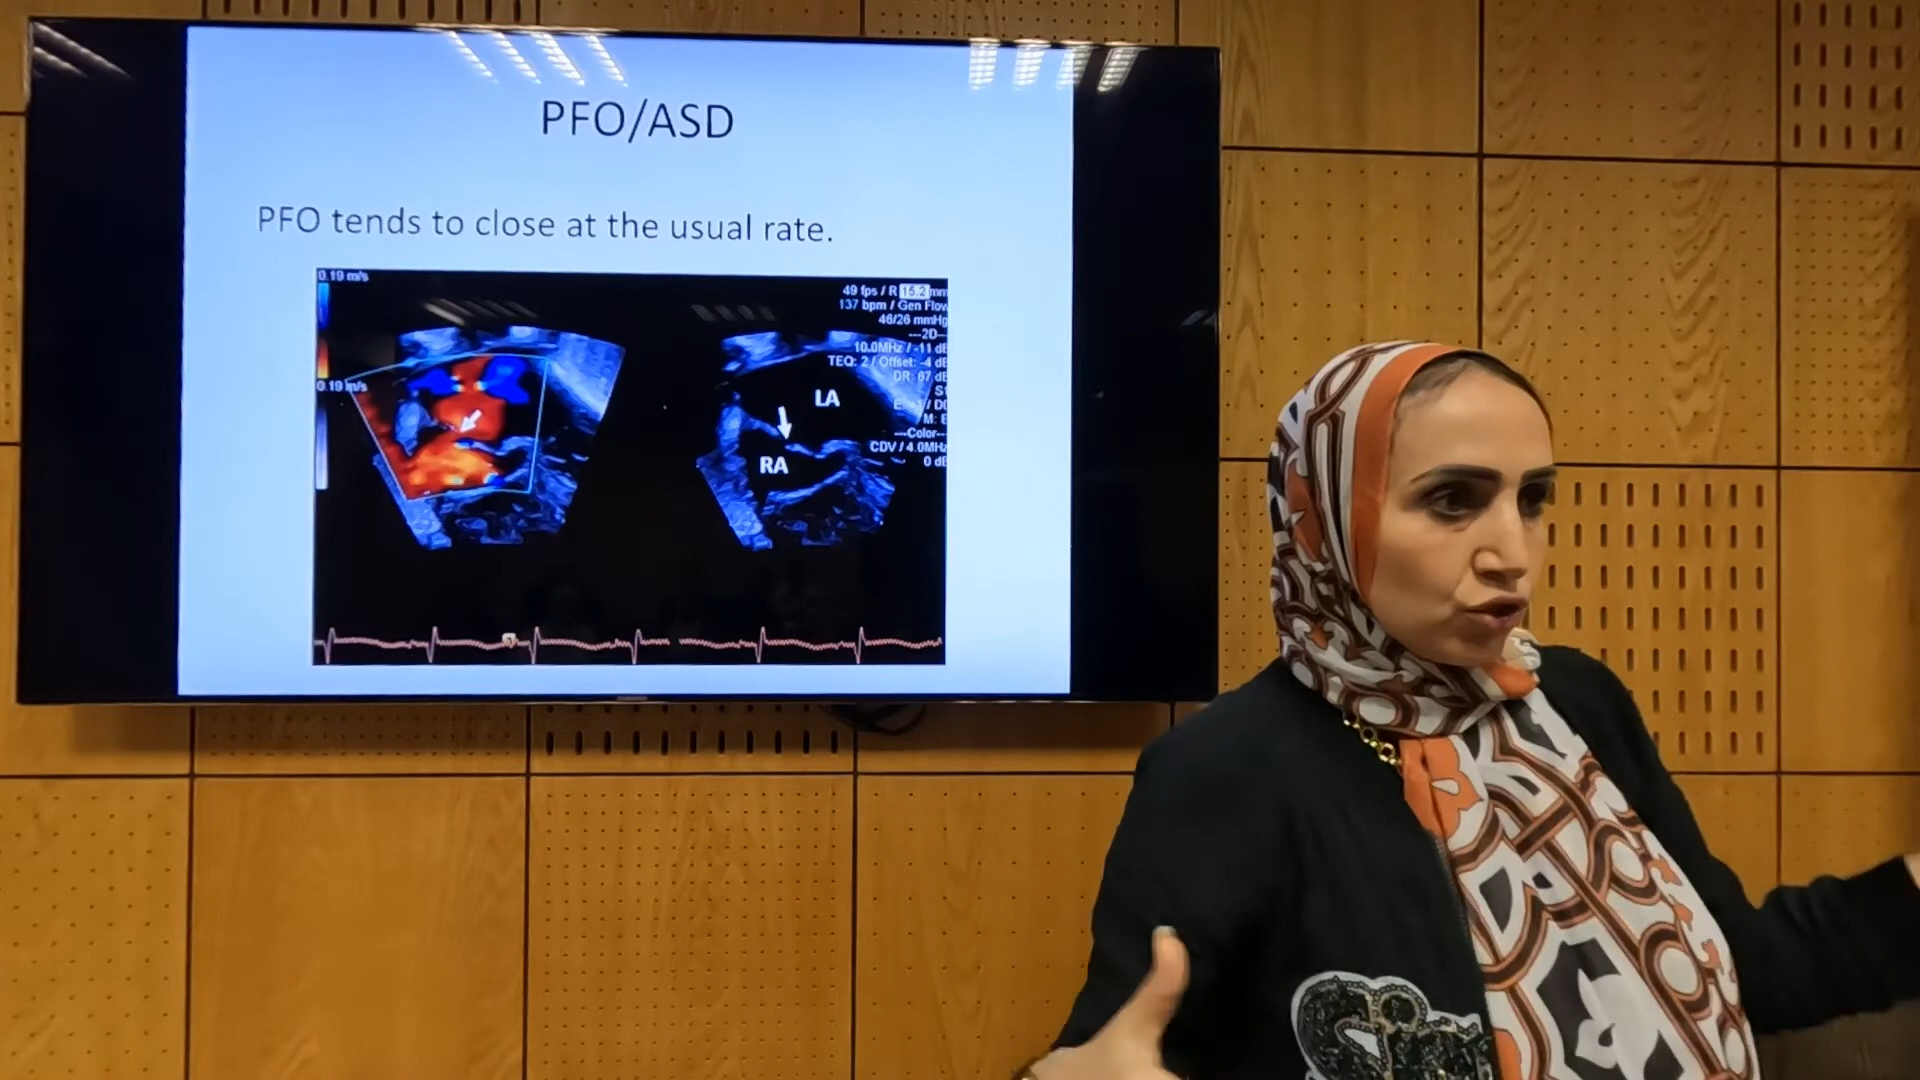 PFO/ASD
PFO tends to close at the usual rate.
0.19 m/s
0.19 m/s
49 fps / R 15.2 mm
137 bpm / Gen Flow
46/26 mmHg
---2D---
10.0MHz / -11 dB
TEQ: 2 / Offset: -4 dB
DR: 67 dB
---Color---
CDV / 4.0MHz
0 dB
LA
RA